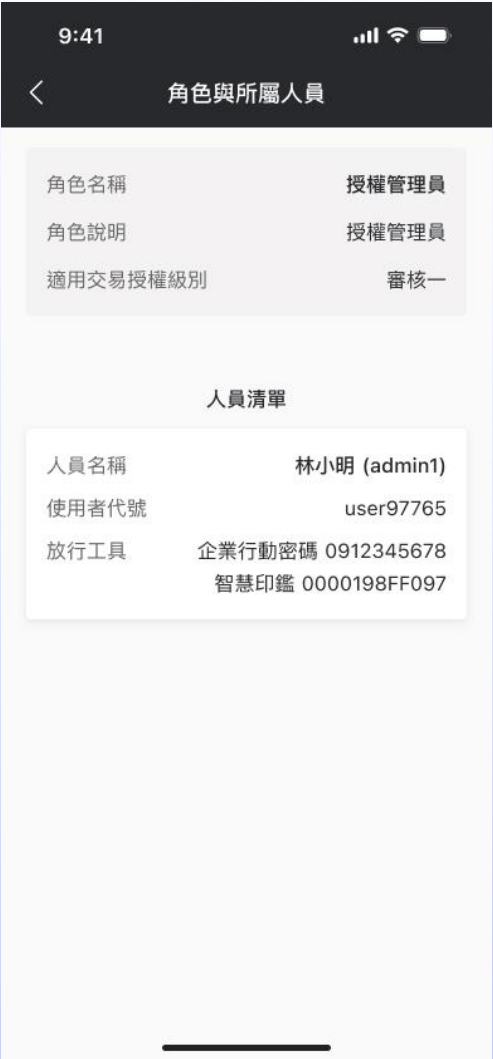 9:41
角色與所屬人員
角色名稱 授權管理員
角色說明 授權管理員
適用交易授權級別 審核一
人員清單
人員名稱 林小明 (admin1)
使用者代號 user97765
放行工具 企業行動密碼 0912345678
智慧印鑑 0000198FF097